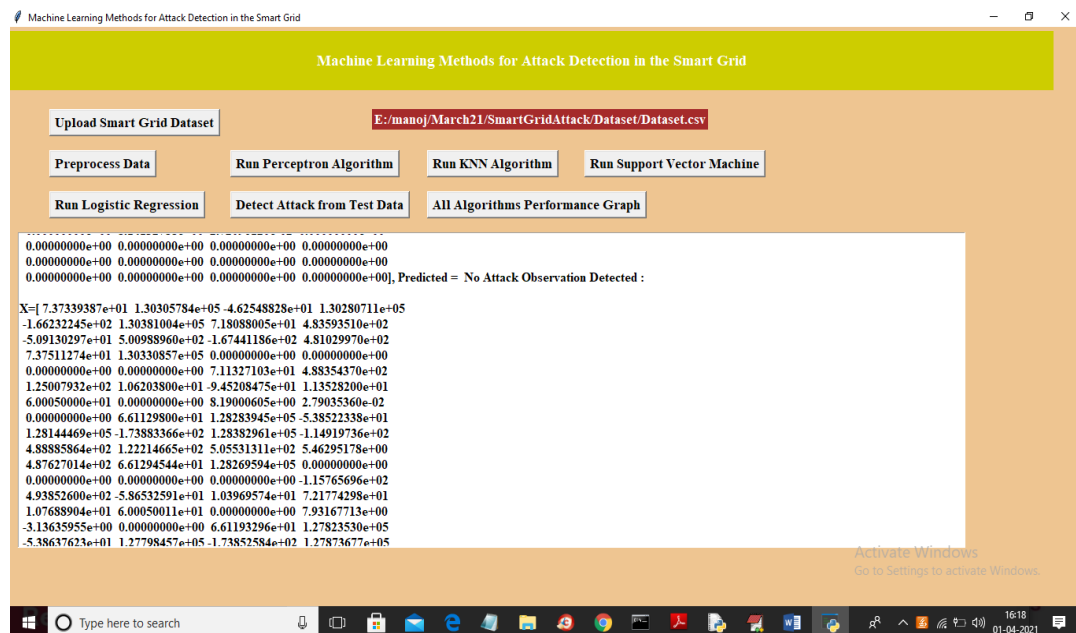 Machine Learning Methods for Attack Detection in the Smart Grid
Machine Learning Methods for Attack Detection in the Smart Grid
Upload Smart Grid Dataset
E:/manoj/March21/SmartGridAttack/Dataset/Dataset.csv
Preprocess Data
Run Perceptron Algorithm
Run KNN Algorithm
Run Support Vector Machine
Run Logistic Regression
Detect Attack from Test Data
All Algorithms Performance Graph
0.00000000e+00 0.00000000e+00 0.00000000e+00 0.00000000e+00
0.00000000e+00 0.00000000e+00 0.00000000e+00 0.00000000e+00
0.00000000e+00 0.00000000e+00 0.00000000e+00 0.00000000e+00], Predicted = No Attack Observation Detected :
X=[ 7.37339387e+01 1.30305784e+05 -4.62548828e+01 1.30280711e+05
-1.66232245e+02 1.30381004e+05 7.18088005e+01 4.83593510e+02
-5.09130297e+01 5.00988960e+02 -1.67441186e+02 4.81029970e+02
7.37511274e+01 1.30330857e+05 0.00000000e+00 0.00000000e+00
0.00000000e+00 0.00000000e+00 7.11327103e+01 4.88354370e+02
1.25007932e+02 1.06203800e+01 -9.45208475e+01 1.13528200e+01
6.00050000e+01 0.00000000e+00 8.19000605e+00 2.79035360e-02
0.00000000e+00 6.61129800e+01 1.28283945e+05 -5.38522338e+01
1.28144469e+05 -1.73883366e+02 1.28382961e+05 -1.14919736e+02
4.88885864e+02 1.22214665e+02 5.05531311e+02 5.46295178e+00
4.87627014e+02 6.61294544e+01 1.28269594e+05 0.00000000e+00
0.00000000e+00 0.00000000e+00 0.00000000e+00 -1.15765696e+02
4.93852600e+02 -5.86532591e+01 1.03969574e+01 7.21774298e+01
1.07688904e+01 6.00050011e+01 0.00000000e+00 7.93167713e+00
-3.13635955e+00 0.00000000e+00 6.61193296e+01 1.27823530e+05
-5.38637623e+01 1.27798457e+05 -1.73852584e+02 1.27873677e+05
Activate Windows
Go to Settings to activate Windows.
Type here to search
16:18
01-04-2021